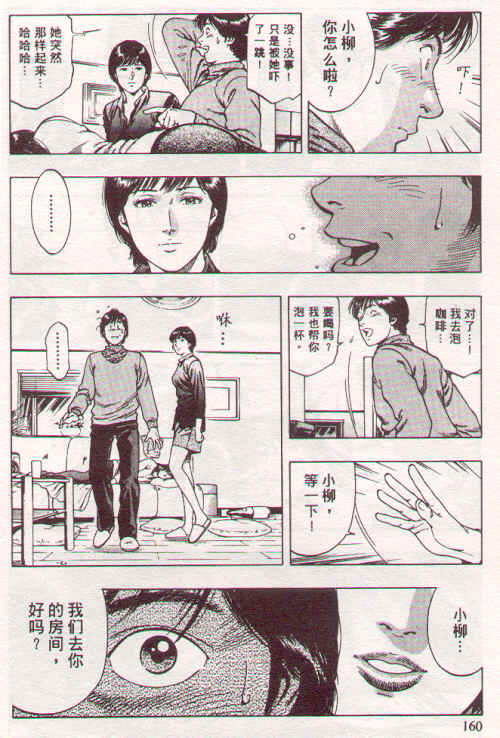 小柳，
你怎么啦？
吓！
没…没事！
只是被她吓
了一跳！
她突然
那样起来…
哈哈哈…
………
对了…！
我去泡
咖啡…
要喝吗？
我也帮你
泡一杯。
咻…
………
小柳，
等一下！
小柳…
我们去你
的房间，
好吗？
160